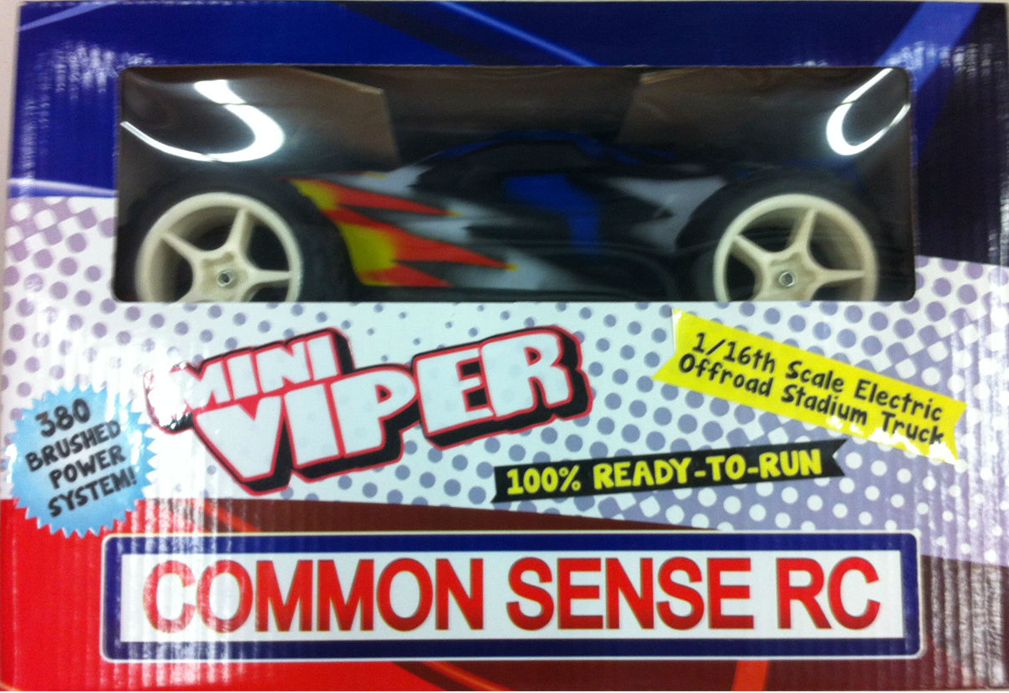 MINI
VIPER
1/16th Scale Electric
Offroad Stadium Truck
380
BRUSHED
POWER
SYSTEM!
100% READY-TO-RUN
COMMON SENSE RC